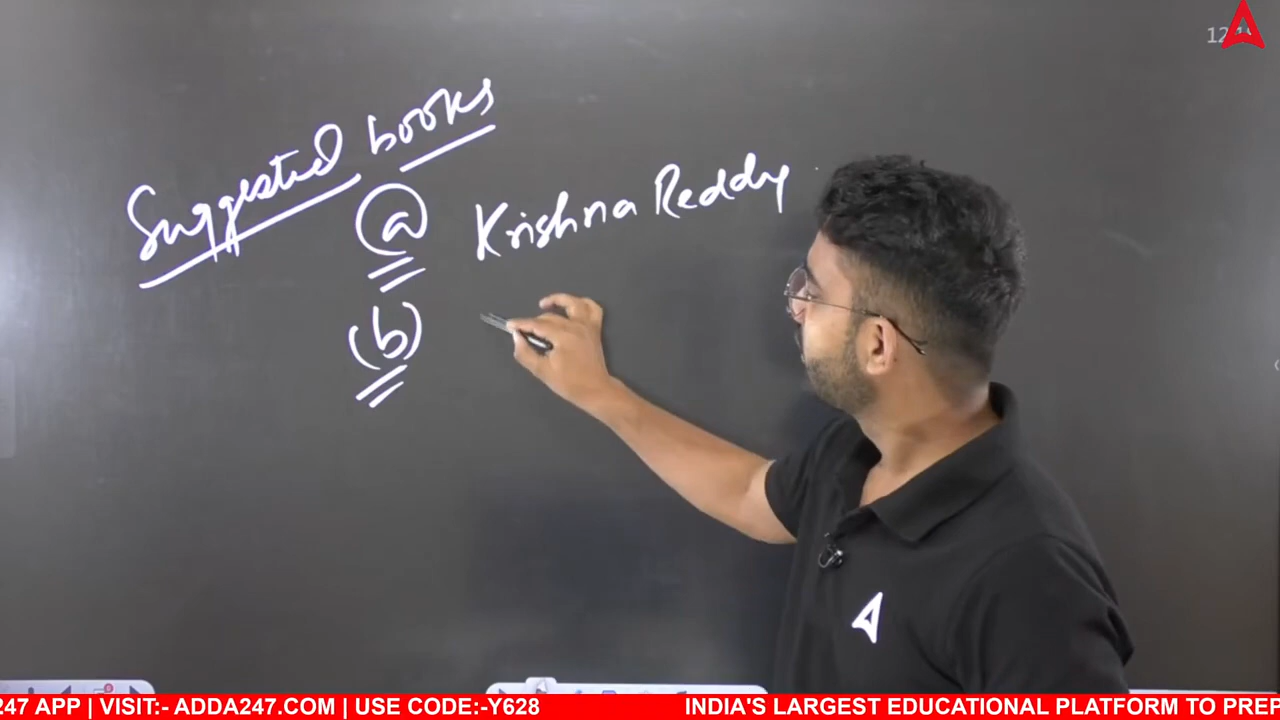 Suggested books
(a) Krishna Reddy
(b)
247 APP | VISIT:- ADDA247.COM | USE CODE:-Y628 INDIA'S LARGEST EDUCATIONAL PLATFORM TO PREP